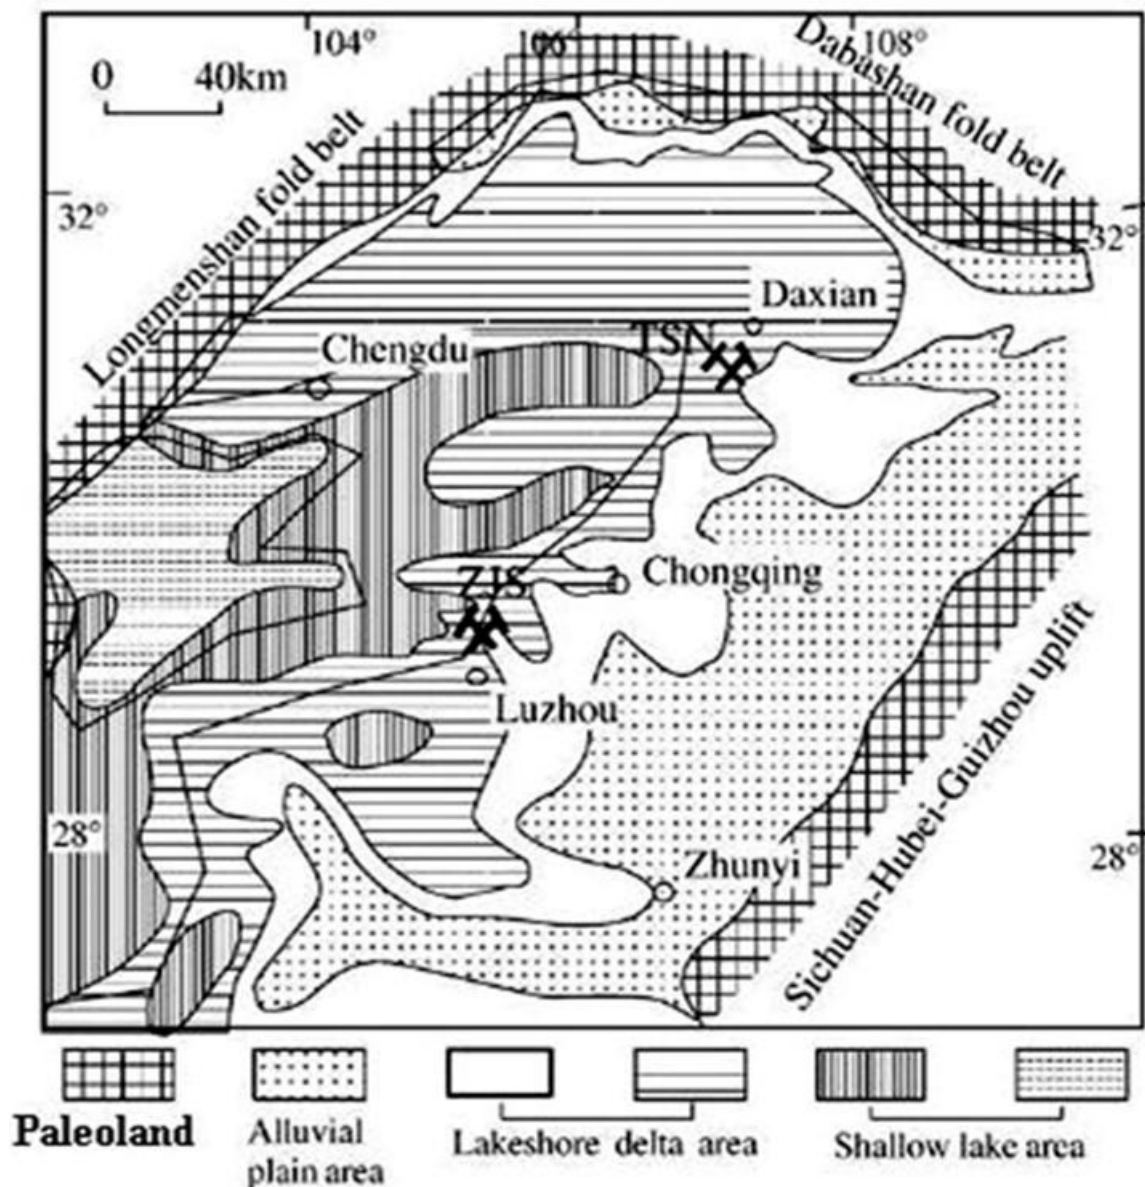 104°
106°
108°
0 40km
Dabashan fold belt
Longmenshan fold belt
32°
32°
Daxian
TSN
Chengdu
Chongqing
ZJS
Luzhou
28°
Zhunyi
28°
Sichuan-Hubei-Guizhou uplift
Paleoland
Alluvial
plain area
Lakeshore delta area
Shallow lake area